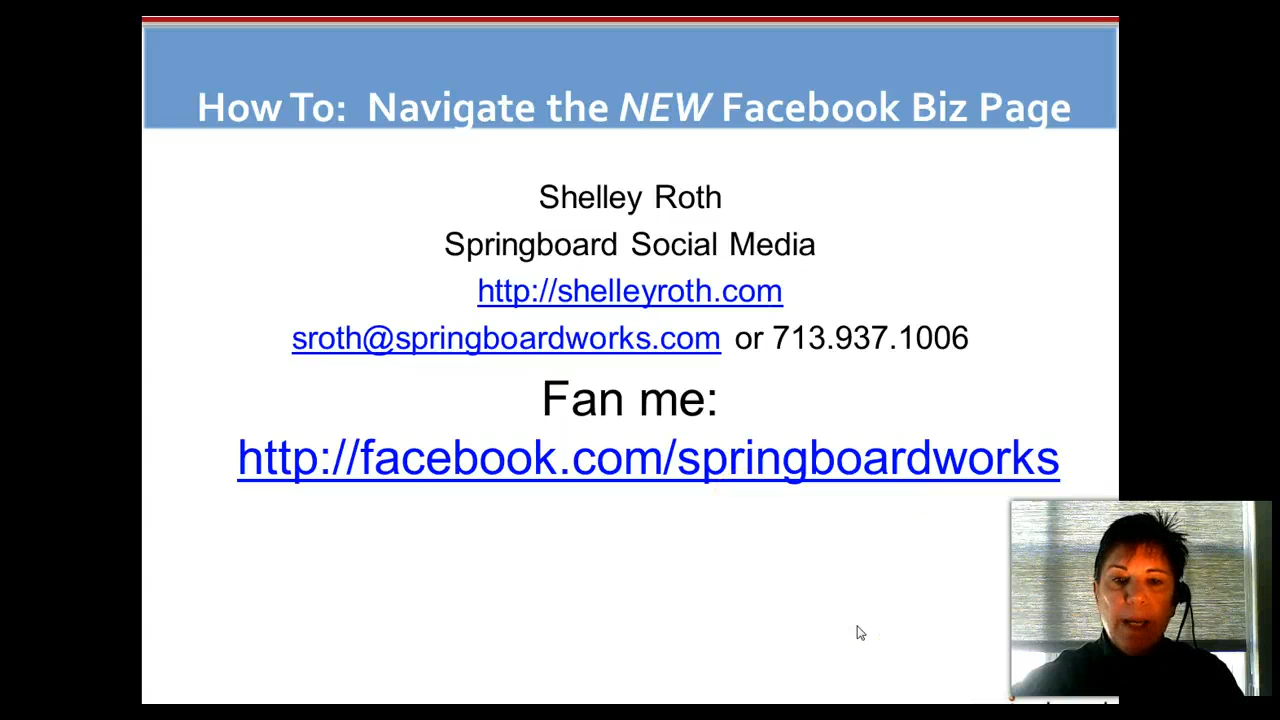 How To: Navigate the NEW Facebook Biz Page
Shelley Roth
Springboard Social Media
http://shelleyroth.com
sroth@springboardworks.com or 713.937.1006
Fan me:
http://facebook.com/springboardworks